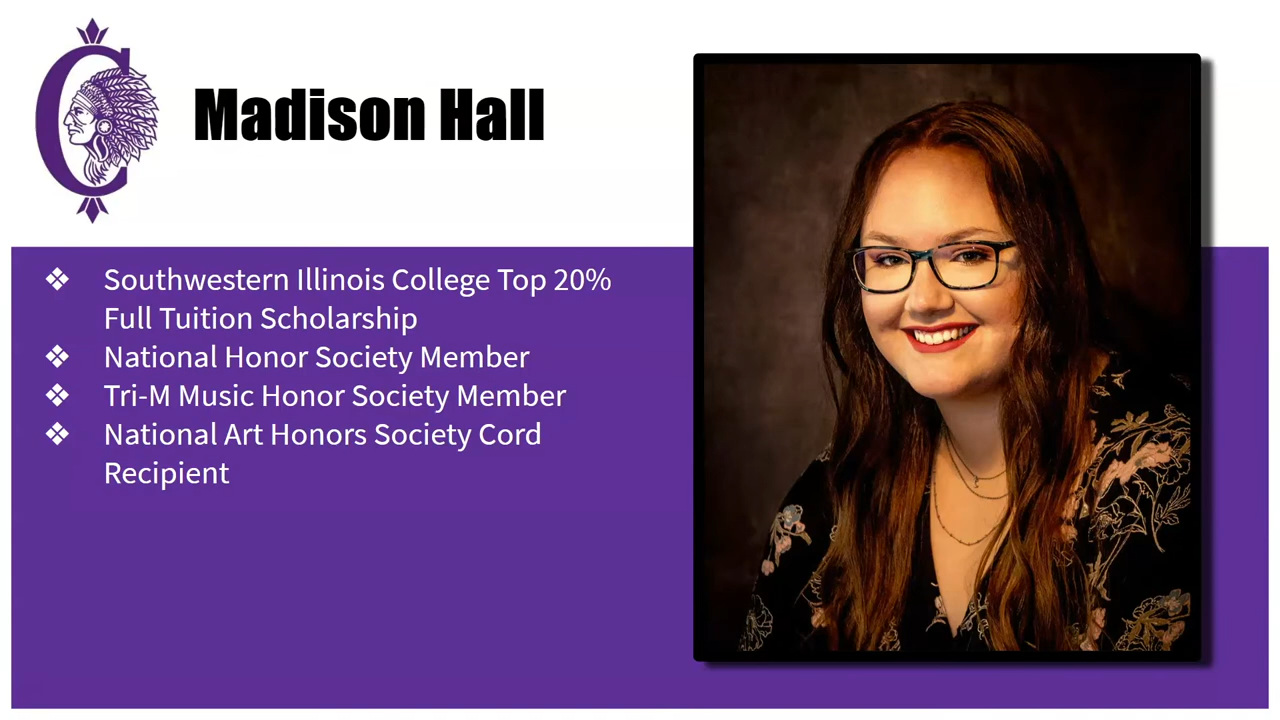 Madison Hall
❖ Southwestern Illinois College Top 20%
Full Tuition Scholarship
❖ National Honor Society Member
❖ Tri-M Music Honor Society Member
❖ National Art Honors Society Cord
Recipient